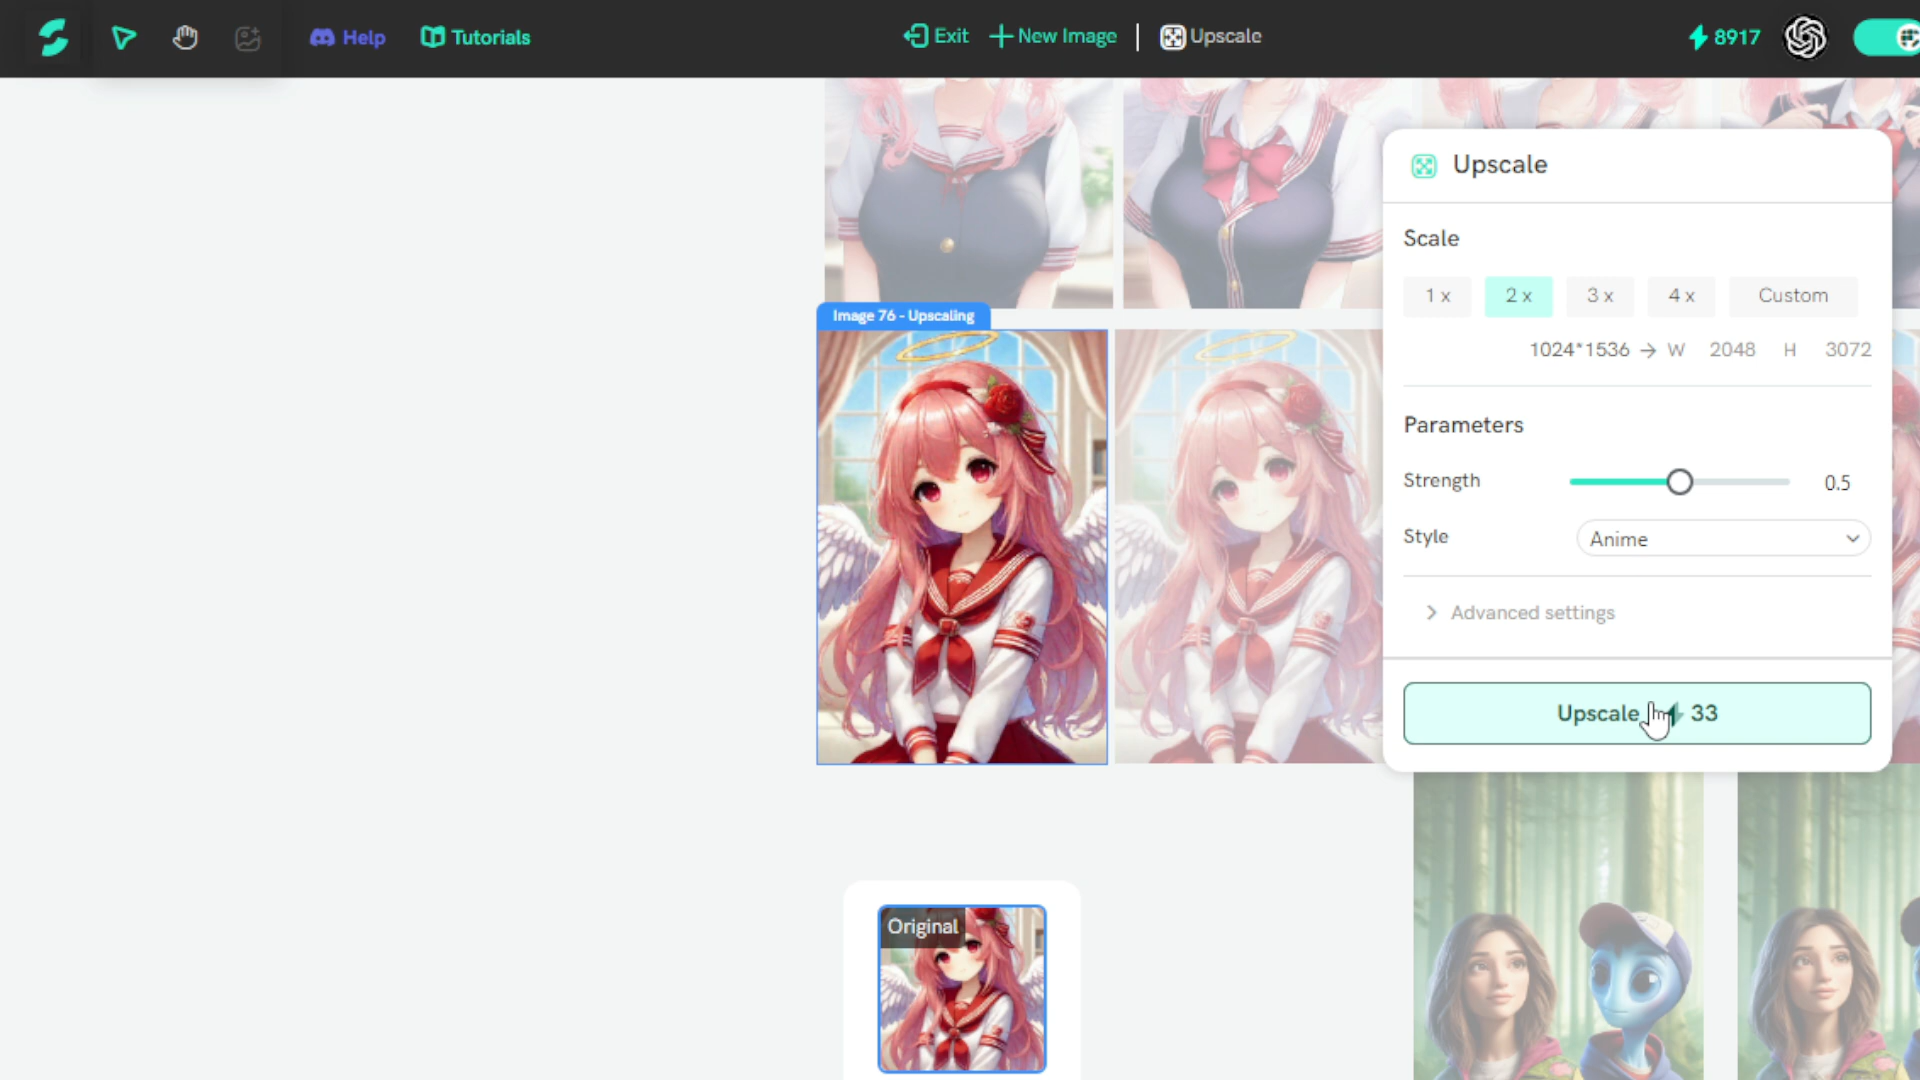 Help
Tutorials
Exit
New Image
Upscale
8917
Upscale
Scale
1 x
2 x
3 x
4 x
Custom
1024*1536 → W 2048 H 3072
Parameters
Strength
0.5
Style
Anime
Advanced settings
Upscale 33
Image 76 - Upscaling
Original